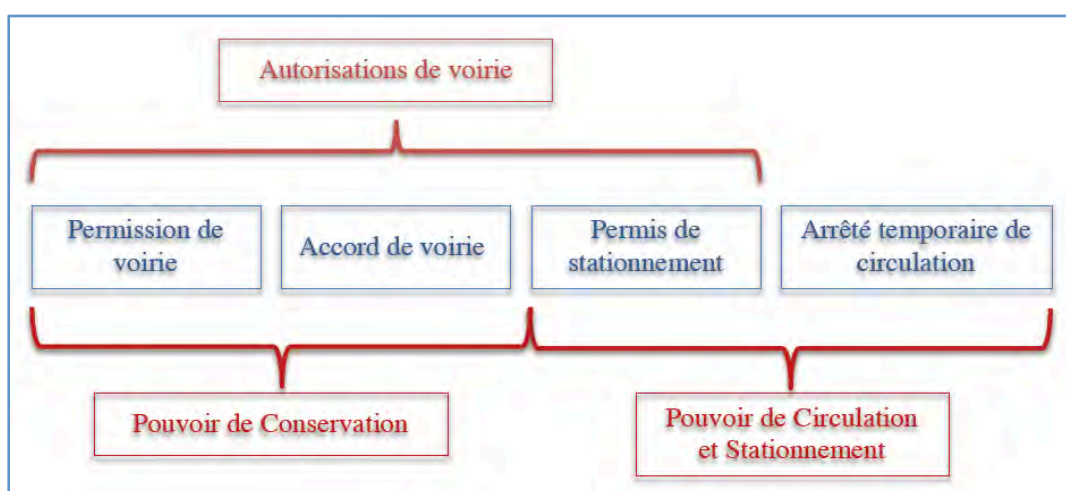 Autorisations de voirie
Permission de
voirie
Accord de voirie
Permis de
stationnement
Arrêté temporaire de
circulation
Pouvoir de Conservation
Pouvoir de Circulation
et Stationnement